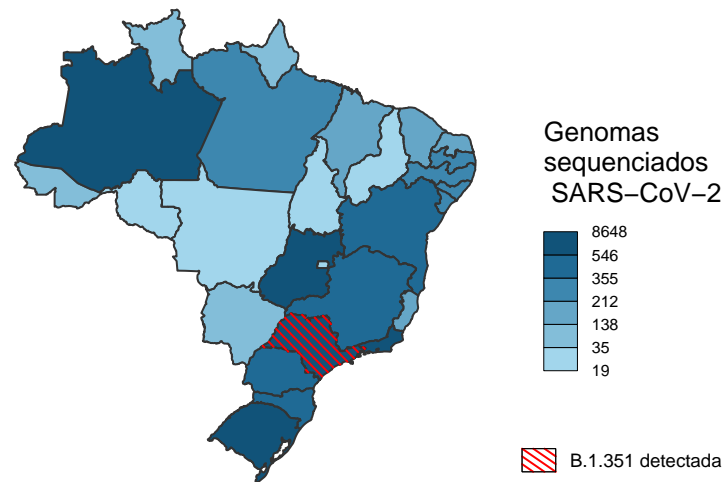 Genomas
sequenciados
SARS−CoV−2
8648
546
355
212
138
35
19
B.1.351 detectada